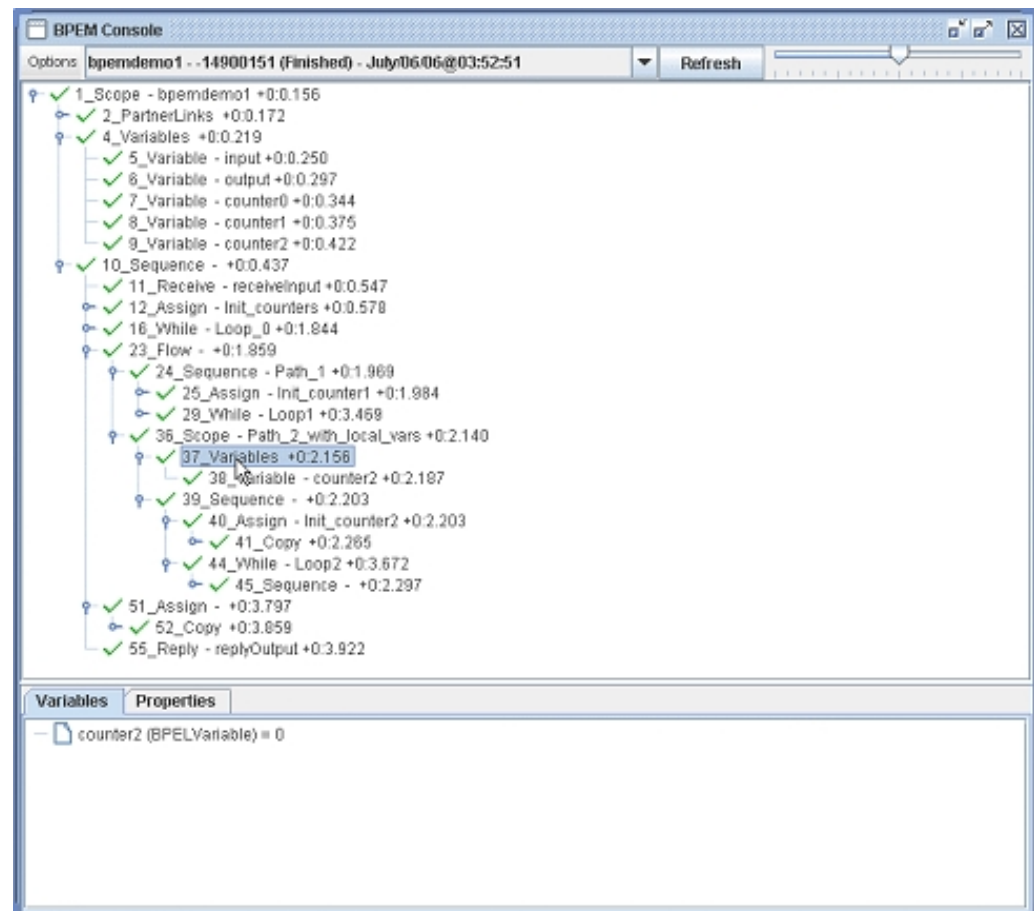 BPEM Console
Options bpemdemo1 - -14900151 (Finished) - July/06/06@03:52:51 Refresh
1_Scope - bpemdemo1 +0:0.156
2_PartnerLinks +0:0.172
4_Variables +0:0.219
5_Variable - input +0:0.250
6_Variable - output +0:0.297
7_Variable - counter0 +0:0.344
8_Variable - counter1 +0:0.375
9_Variable - counter2 +0:0.422
10_Sequence - +0:0.437
11_Receive - receiveInput +0:0.547
12_Assign - Init_counters +0:0.578
16_While - Loop_0 +0:1.844
23_Flow - +0:1.859
24_Sequence - Path_1 +0:1.969
25_Assign - Init_counter1 +0:1.984
29_While - Loop1 +0:3.469
36_Scope - Path_2_with_local_vars +0:2.140
37_Variables +0:2.156
38_Variable - counter2 +0:2.187
39_Sequence - +0:2.203
40_Assign - Init_counter2 +0:2.203
41_Copy +0:2.265
44_While - Loop2 +0:3.672
45_Sequence - +0:2.297
51_Assign - +0:3.797
52_Copy +0:3.859
55_Reply - replyOutput +0:3.922
Variables Properties
counter2 (BPELVariable) = 0